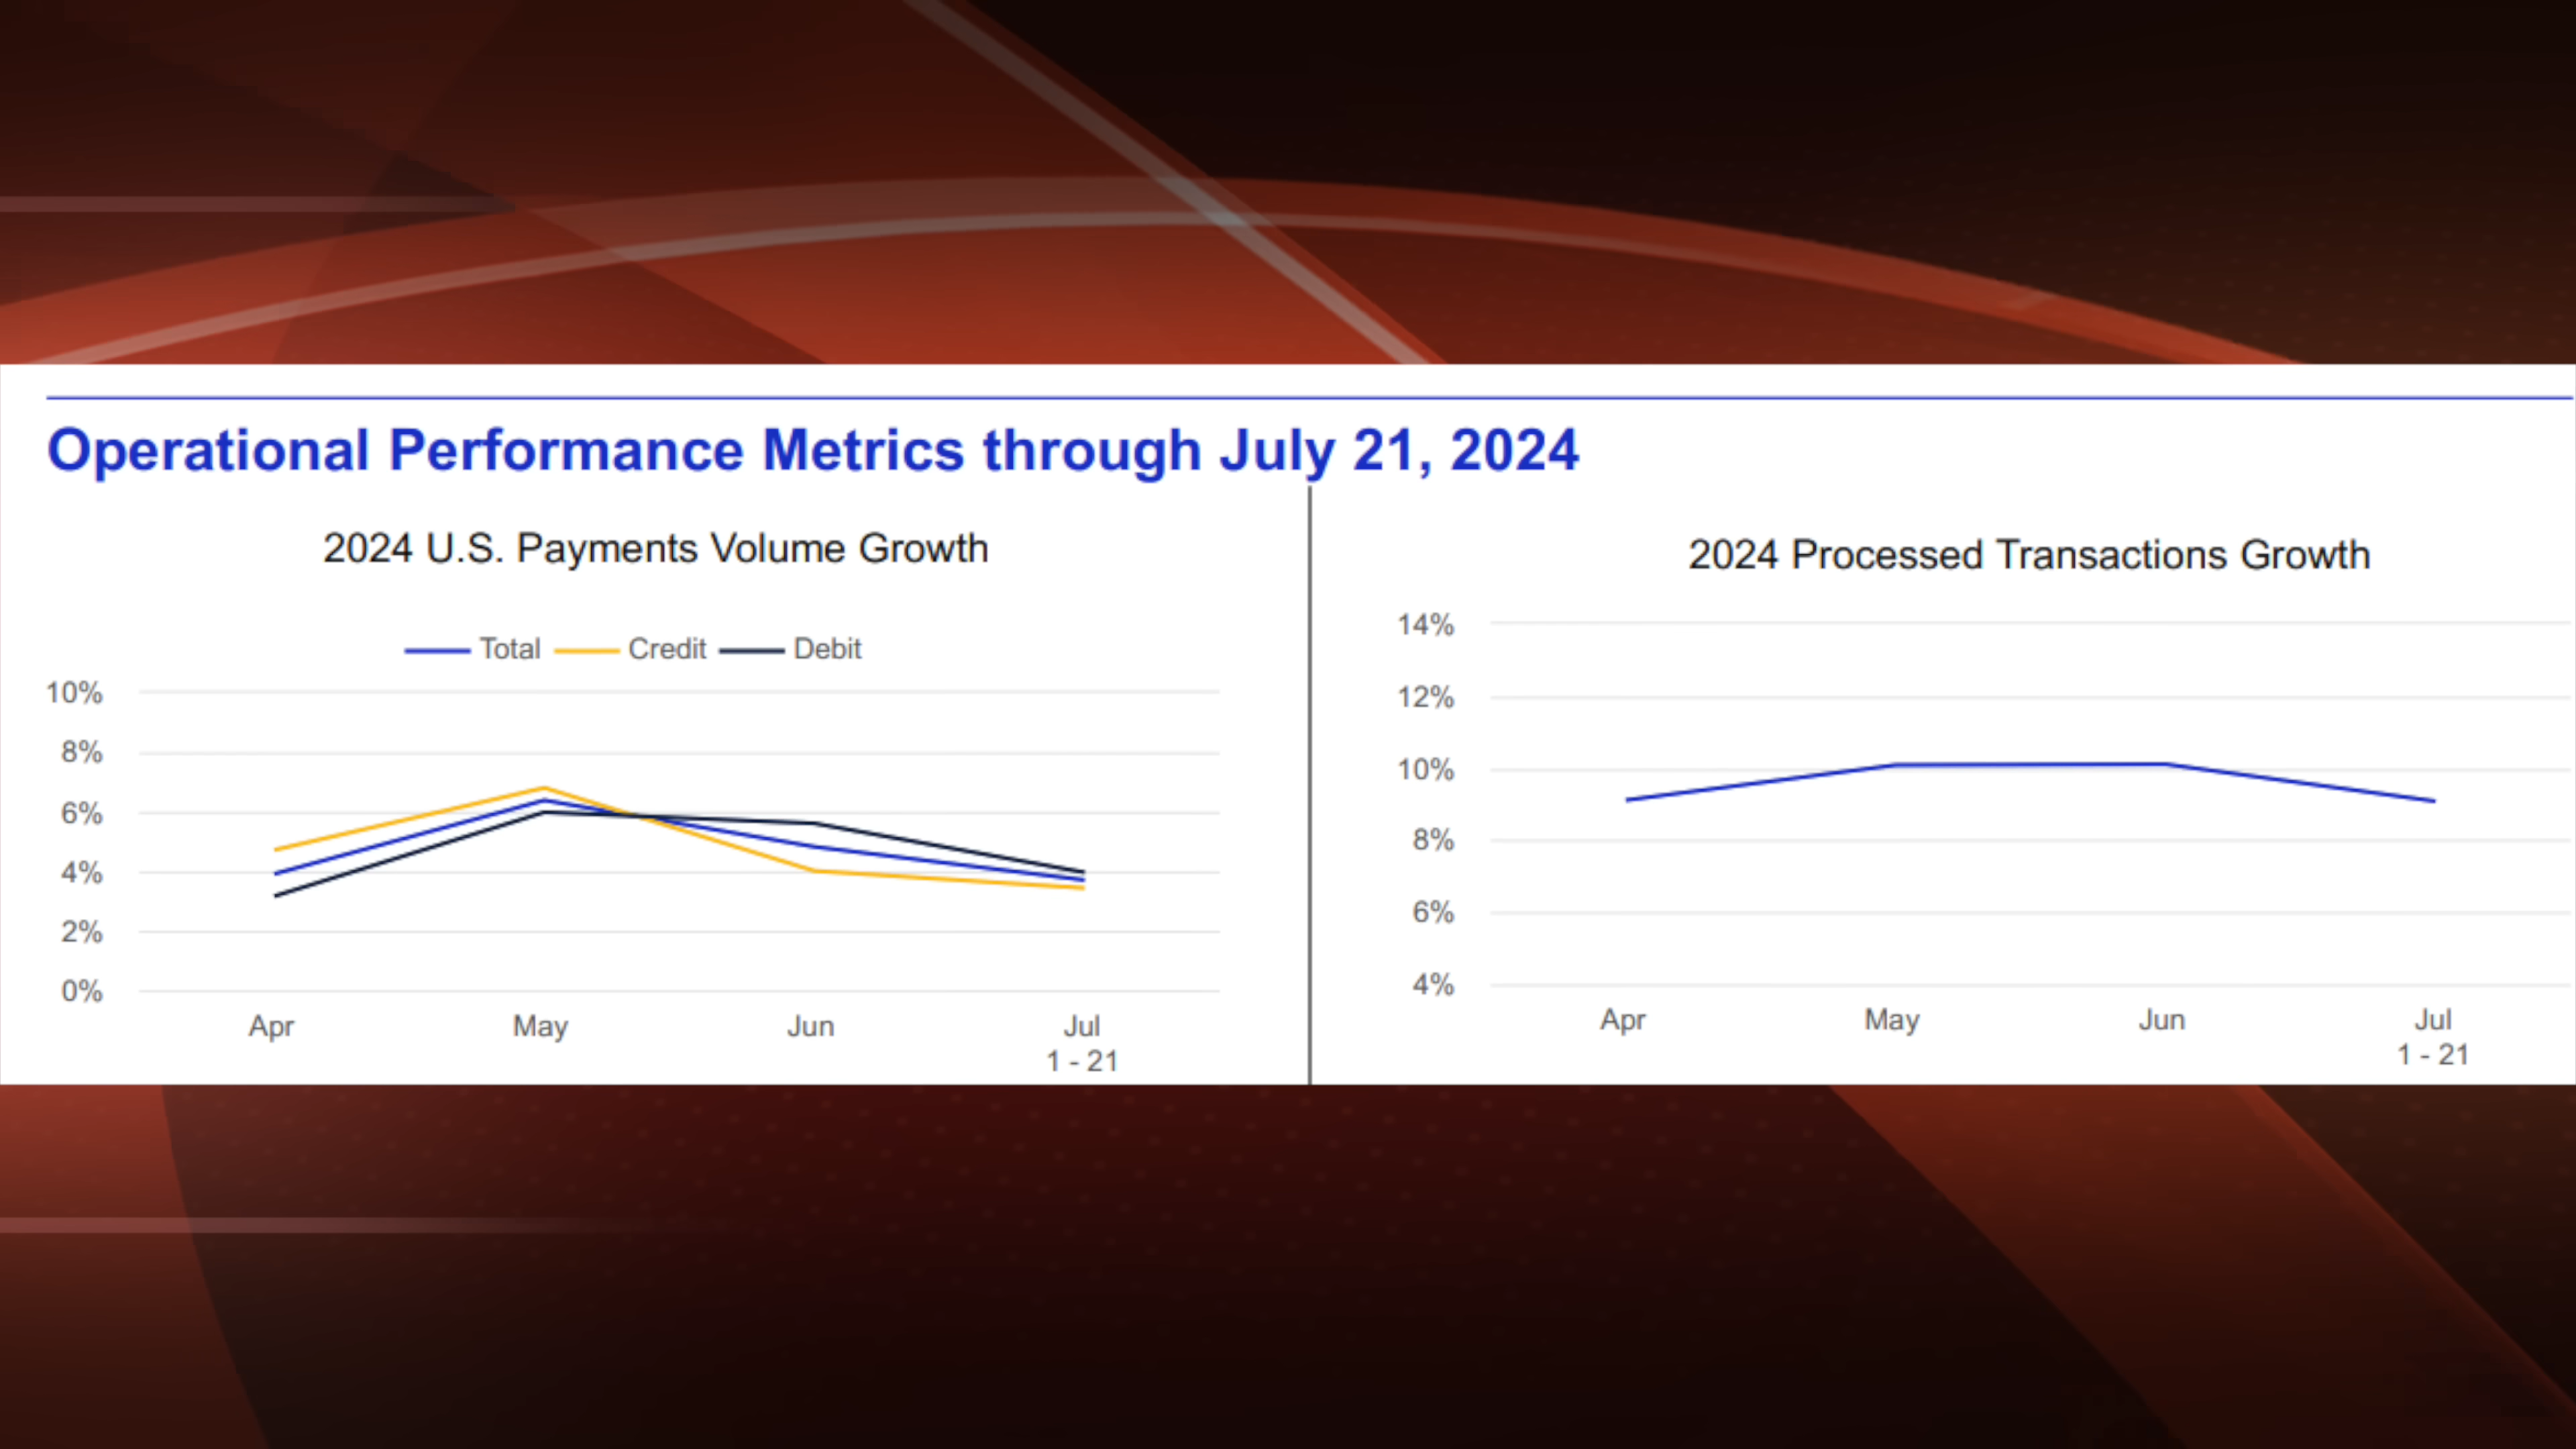 Operational Performance Metrics through July 21, 2024
2024 U.S. Payments Volume Growth
Total Credit Debit
10%
8%
6%
4%
2%
0%
Apr May Jun Jul
1 - 21
2024 Processed Transactions Growth
14%
12%
10%
8%
6%
4%
Apr May Jun Jul
1 - 21